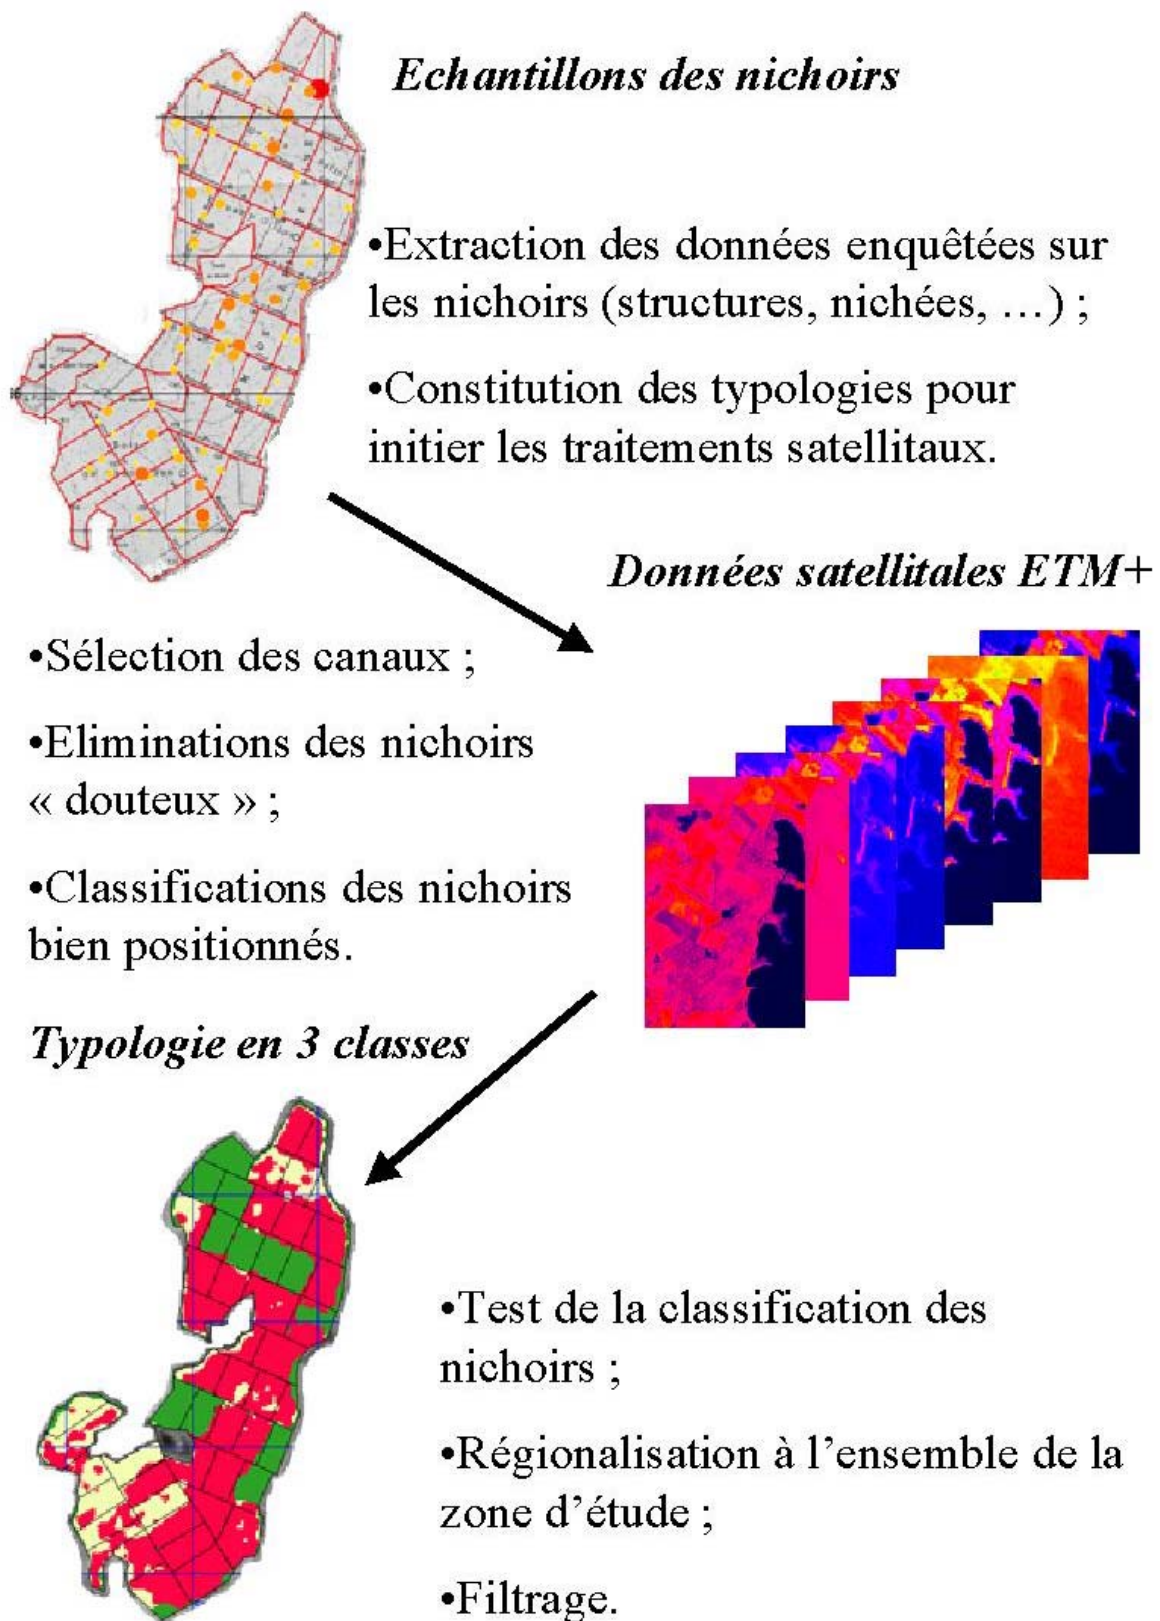 Echantillons des nichoirs
•Extraction des données enquêtées sur
les nichoirs (structures, nichées, …) ;
•Constitution des typologies pour
initier les traitements satellitaux.
Données satellitales ETM+
•Sélection des canaux ;
•Eliminations des nichoirs
« douteux » ;
•Classifications des nichoirs
bien positionnés.
Typologie en 3 classes
•Test de la classification des
nichoirs ;
•Régionalisation à l’ensemble de la
zone d’étude ;
•Filtrage.